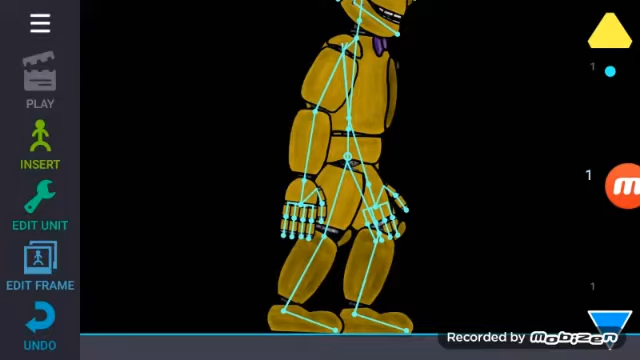 PLAY
INSERT
EDIT UNIT
EDIT FRAME
UNDO
1
1
1
Recorded by mobizen